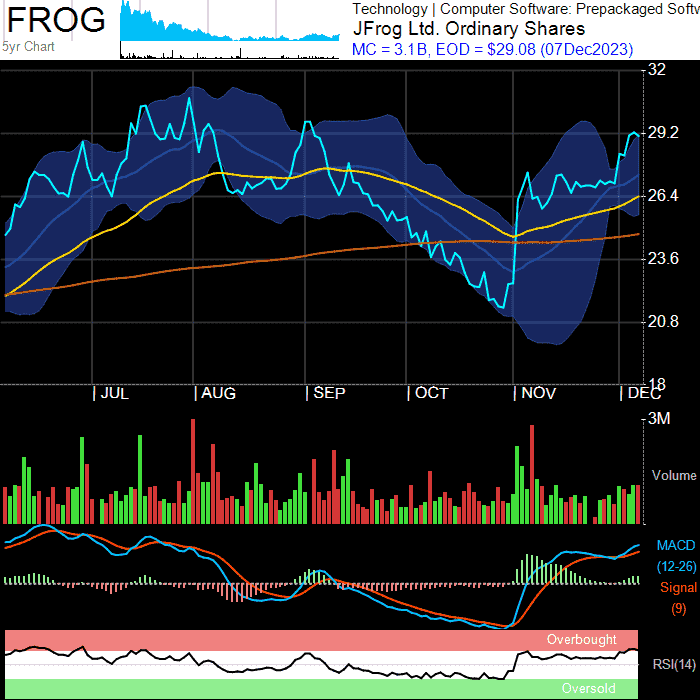 FROG
5yr Chart
Technology | Computer Software: Prepackaged Softw
JFrog Ltd. Ordinary Shares
MC = 3.1B, EOD = $29.08 (07Dec2023)
32
29.2
26.4
23.6
20.8
18
JUL AUG SEP OCT NOV DEC
3M
Volume
MACD
(12-26)
Signal
(9)
Overbought
RSI(14)
Oversold